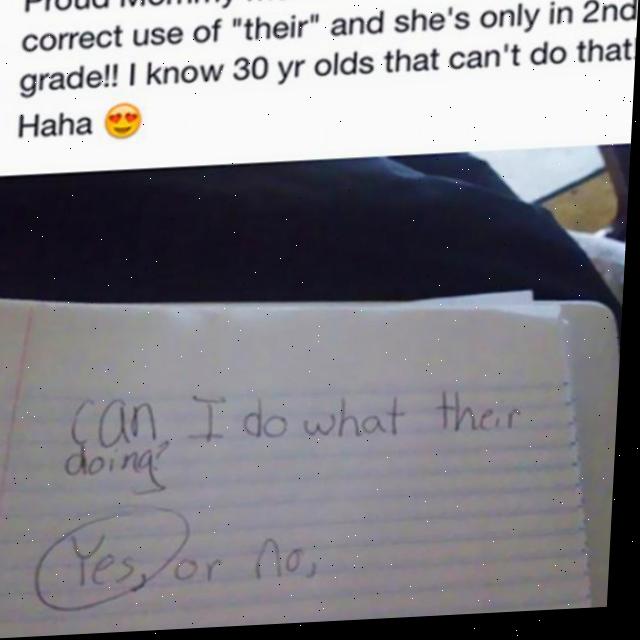 Proud Mommy
correct use of "their" and she's only in 2nd
grade!! I know 30 yr olds that can't do that
Haha 😍
Can I do what their
doing?
Yes, or no,